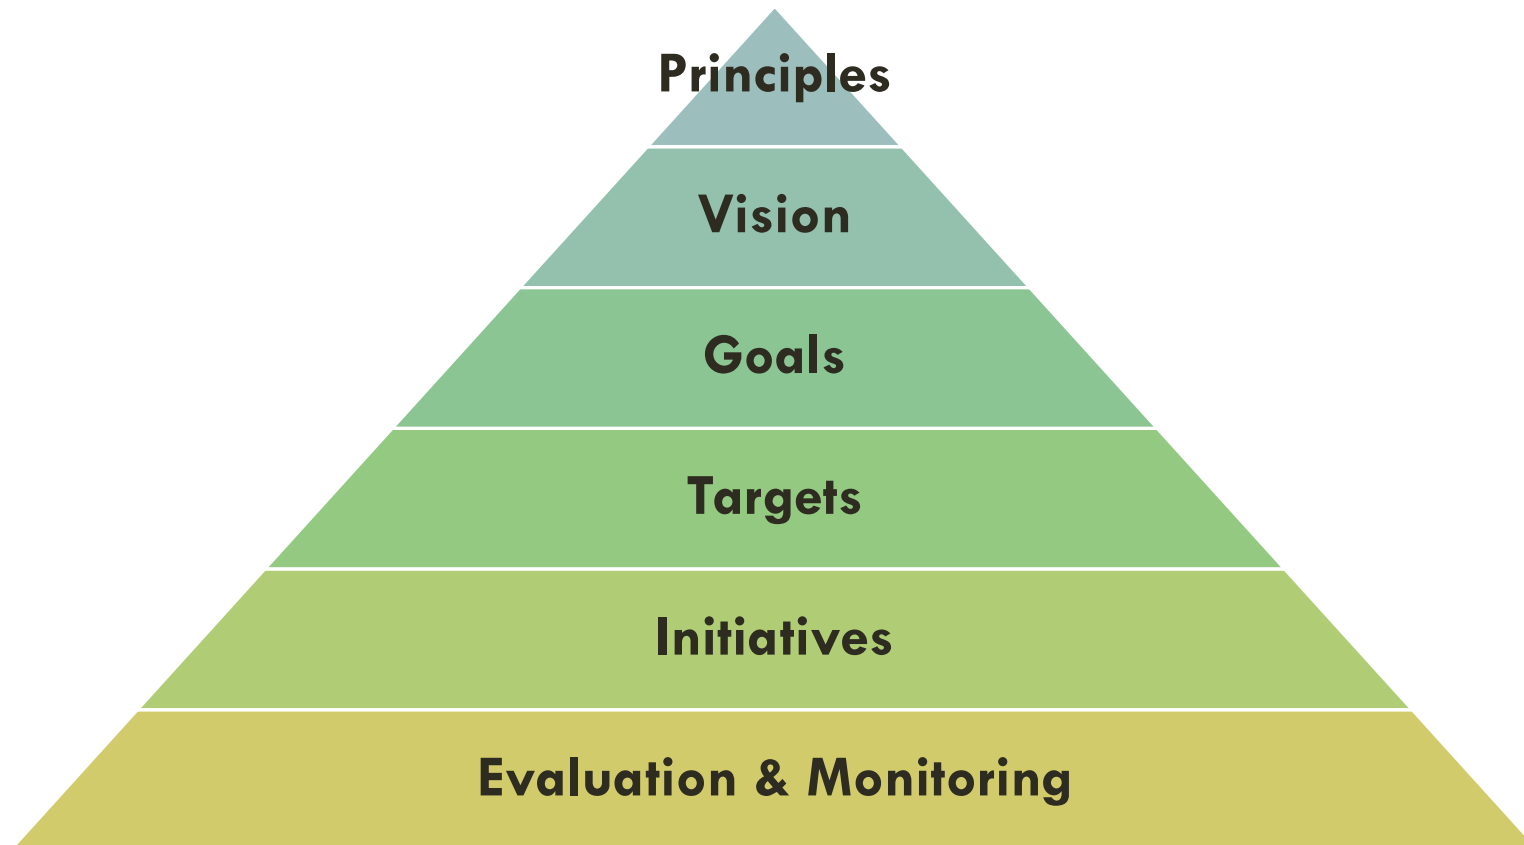 Principles
Vision
Goals
Targets
Initiatives
Evaluation & Monitoring